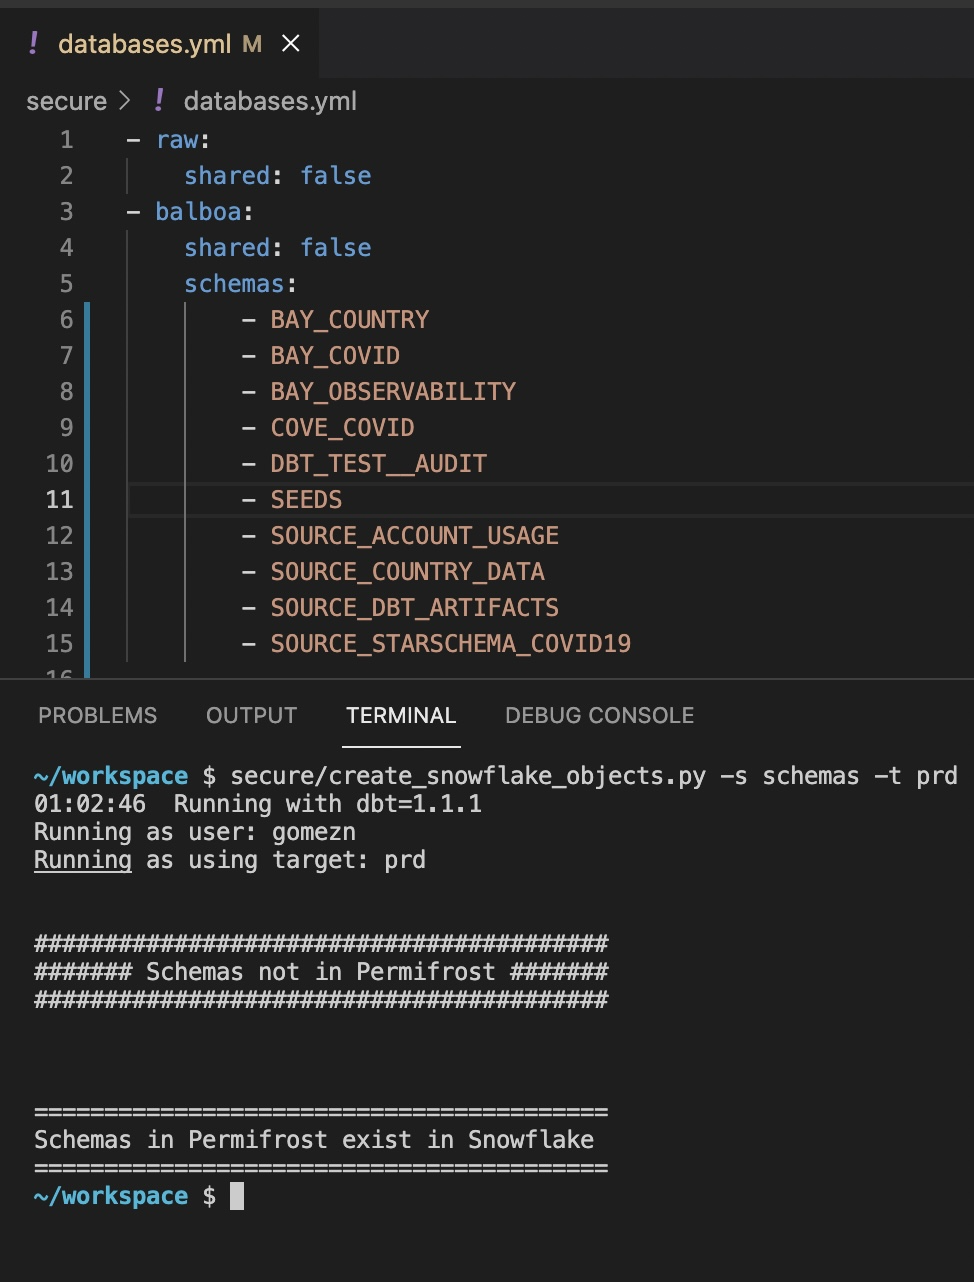 ! databases.yml M ×
secure > ! databases.yml
1 - raw:
2 shared: false
3 - balboa:
4 shared: false
5 schemas:
6 - BAY_COUNTRY
7 - BAY_COVID
8 - BAY_OBSERVABILITY
9 - COVE_COVID
10 - DBT_TEST__AUDIT
11 - SEEDS
12 - SOURCE_ACCOUNT_USAGE
13 - SOURCE_COUNTRY_DATA
14 - SOURCE_DBT_ARTIFACTS
15 - SOURCE_STARSCHEMA_COVID19
16
PROBLEMS OUTPUT TERMINAL DEBUG CONSOLE
~/workspace $ secure/create_snowflake_objects.py -s schemas -t prd
01:02:46  Running with dbt=1.1.1
Running as user: gomezn
Running as using target: prd
#########################################
####### Schemas not in Permifrost #######
#########################################
=========================================
Schemas in Permifrost exist in Snowflake
=========================================
~/workspace $